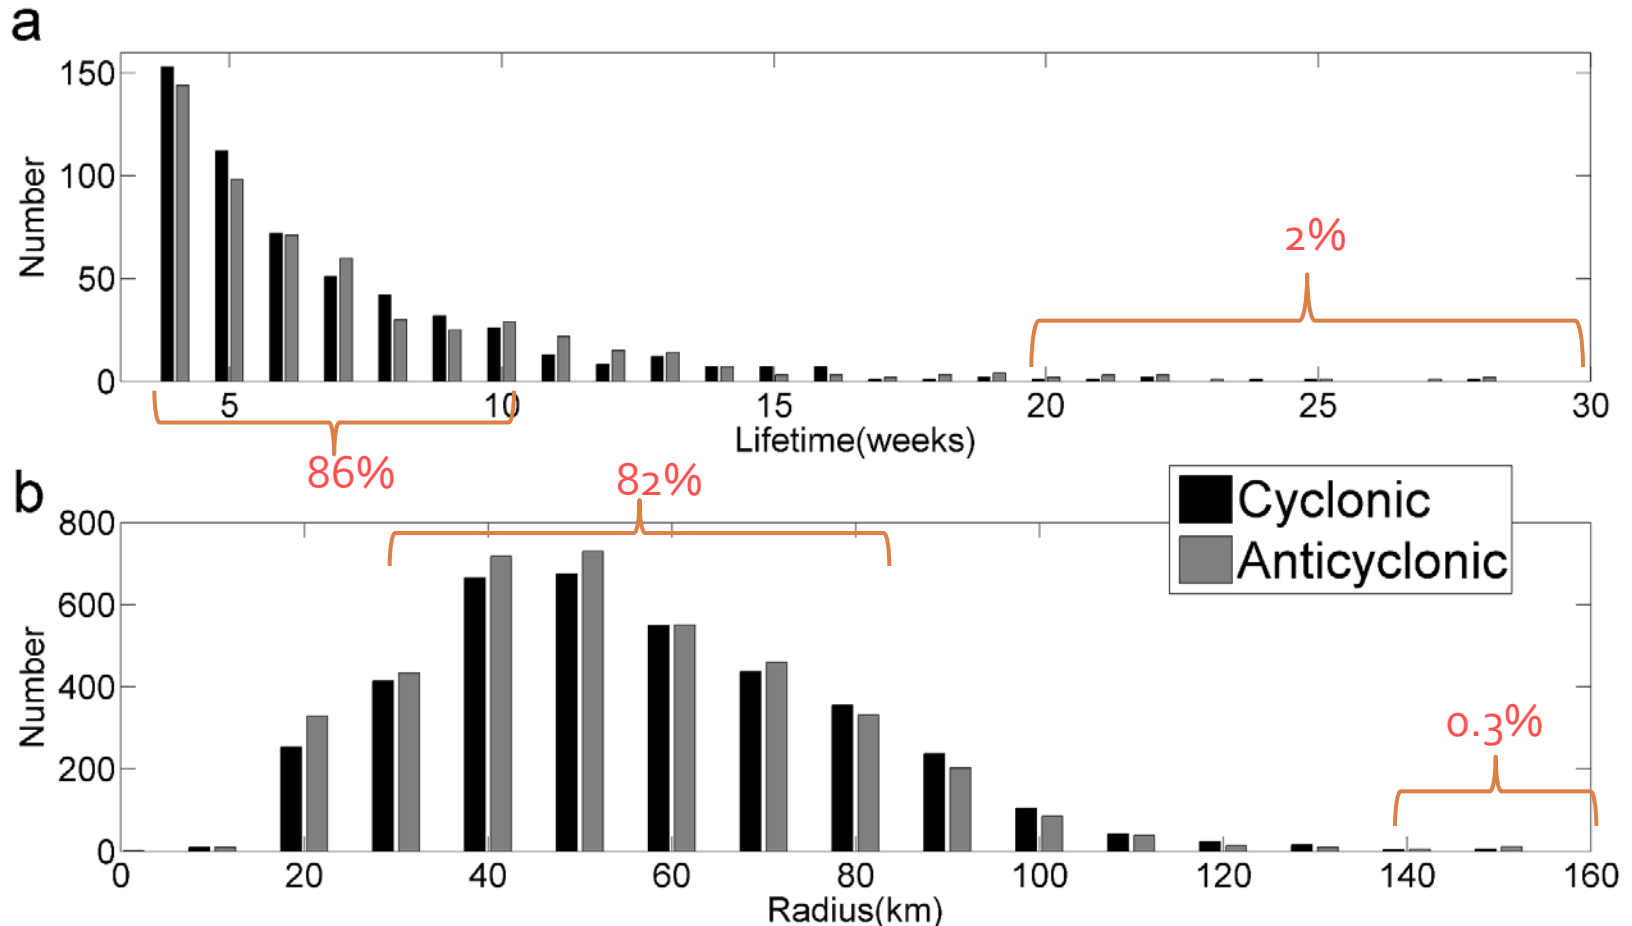 a
150
100
50
0
Number
2%
5 10 15 20 25 30
Lifetime(weeks)
86%
82%
b
Cyclonic
Anticyclonic
800
600
400
200
0
Number
0.3%
0 20 40 60 80 100 120 140 160
Radius(km)